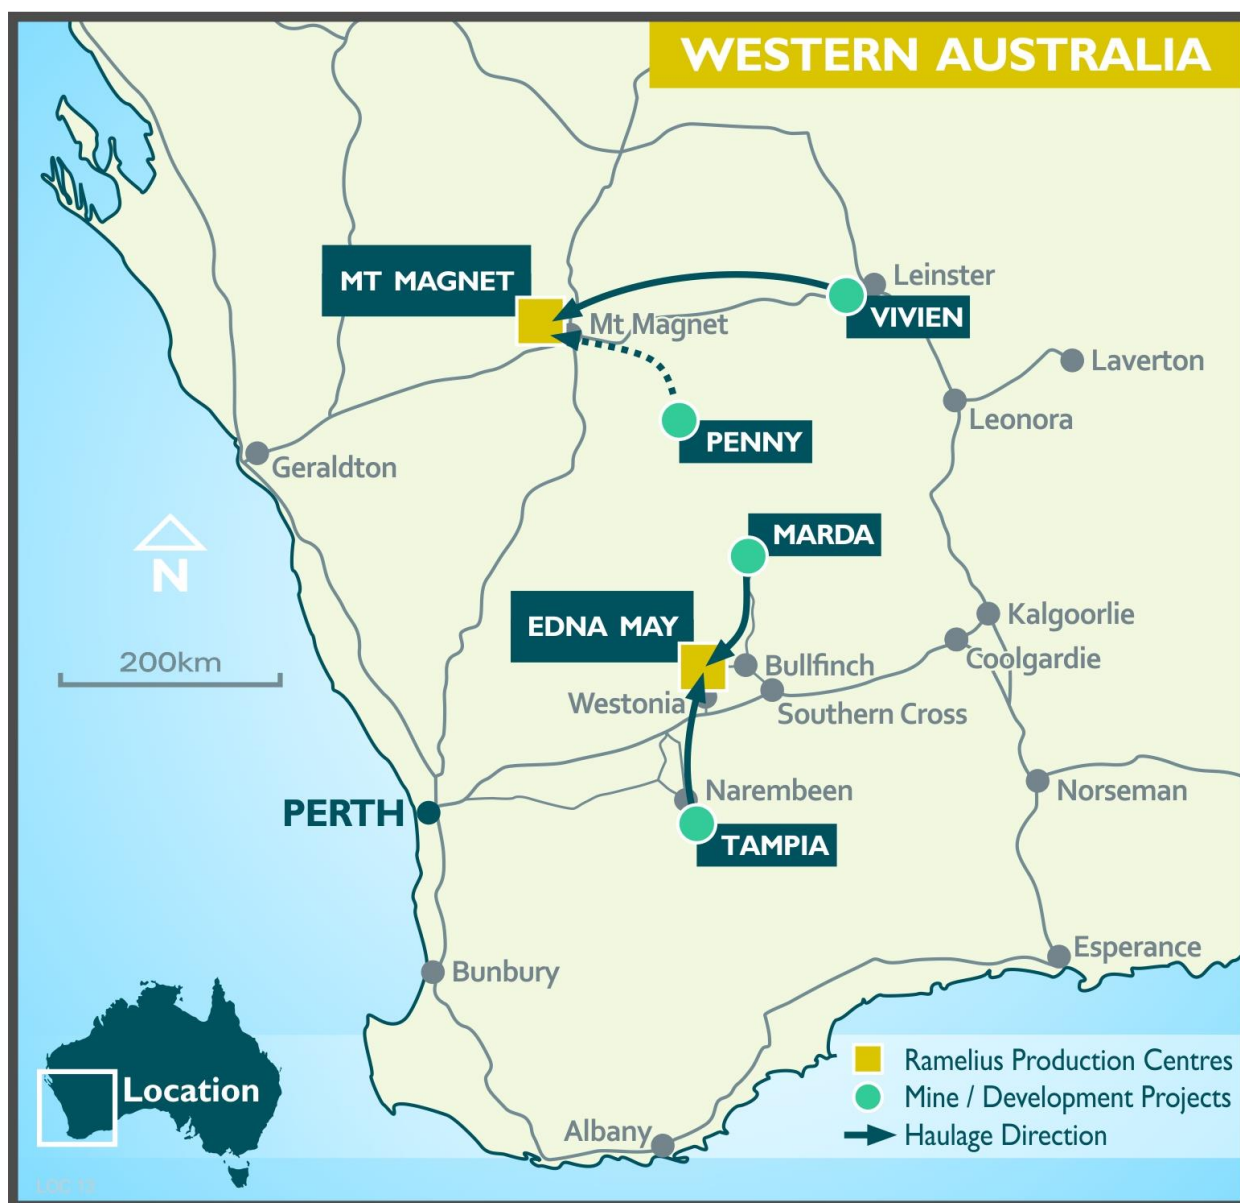 WESTERN AUSTRALIA
MT MAGNET
Leinster
VIVIEN
Mt Magnet
Laverton
Leonora
PENNY
Geraldton
N
MARDA
EDNA MAY
Kalgoorlie
200km
Bullfinch
Coolgardie
Westonia
Southern Cross
Narembeen
Norseman
PERTH
TAMPIA
Esperance
Bunbury
Location
Ramelius Production Centres
Mine / Development Projects
Haulage Direction
Albany